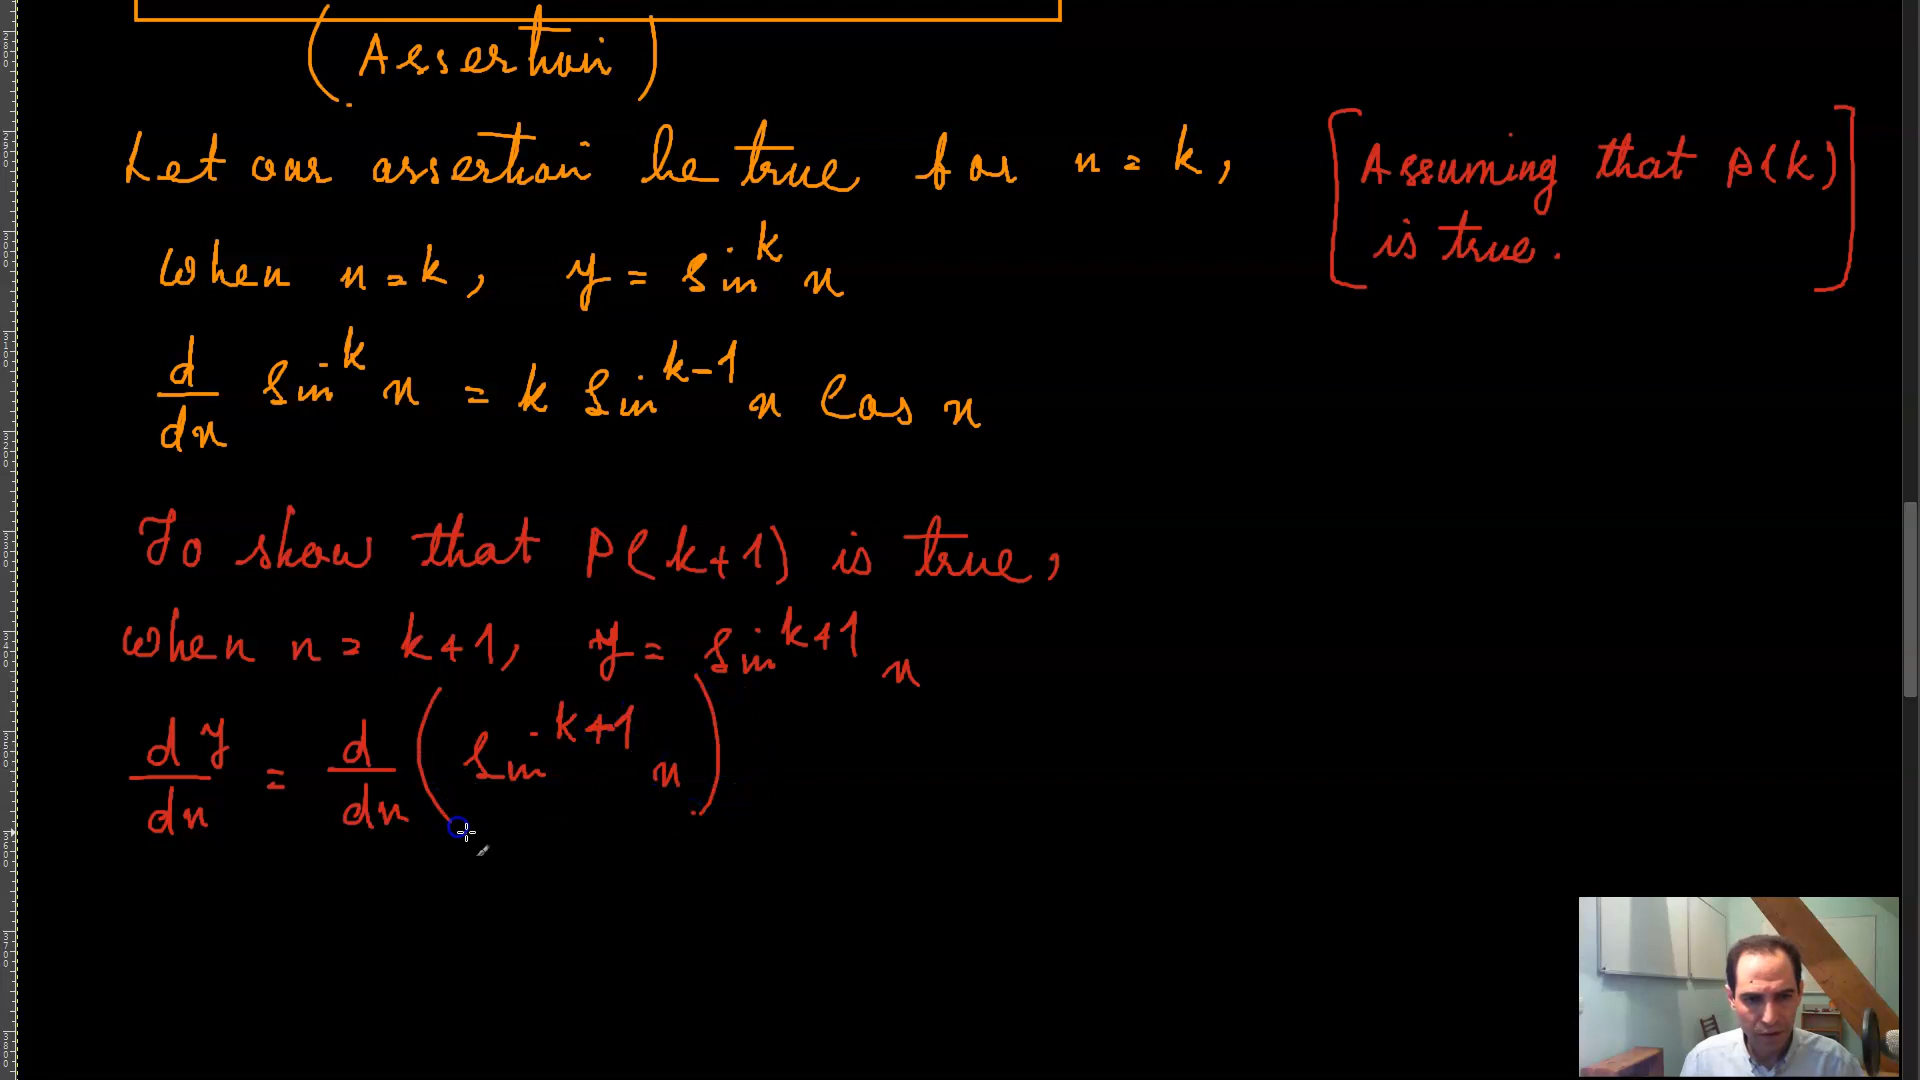 (Assertion)
Let our assertion be true for n = k,
[Assuming that P(k)
is true.]
when n = k, y = sin^k x
d/dx sin^k x = k sin^(k-1) x cos x
To show that P(k+1) is true,
when n = k+1, y = sin^(k+1) x
dy/dx = d/dx (sin^(k+1) x)